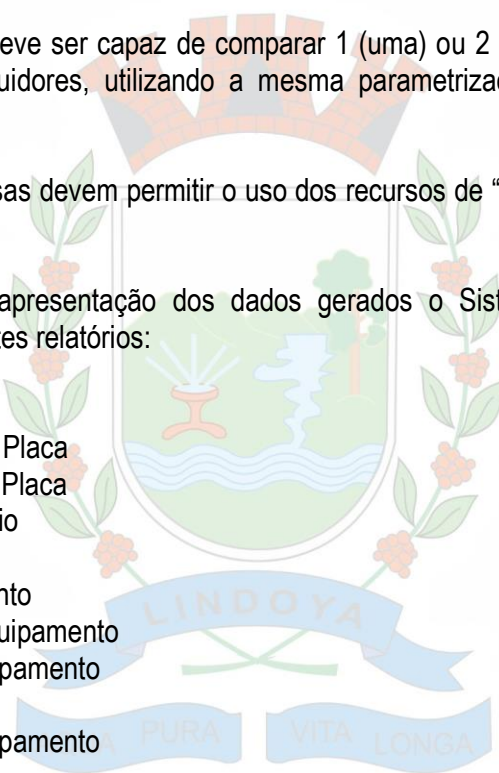 eve ser capaz de comparar 1 (uma) ou 2
uidores, utilizando a mesma parametriza
sas devem permitir o uso dos recursos de “
apresentação dos dados gerados o Sist
tes relatórios:
Placa
Placa
io
nto
uipamento
pamento
pamento
LINDOYA
A PURA VITA LONGA